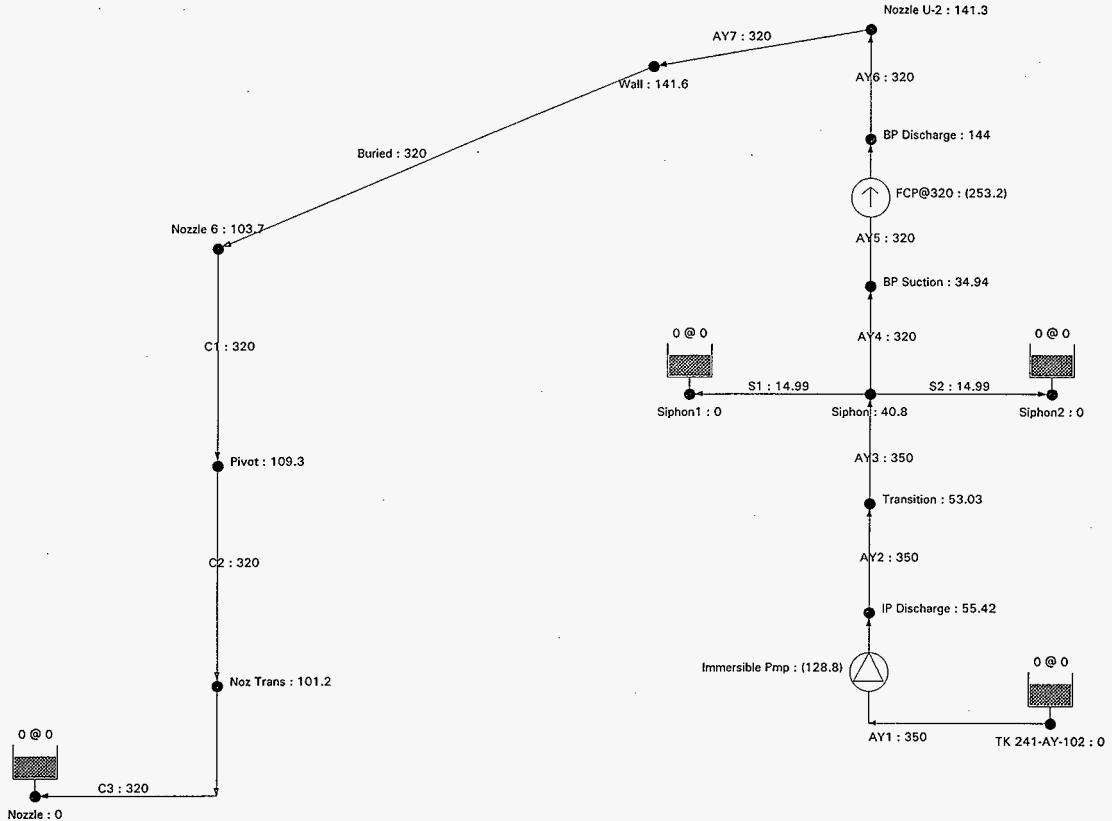 Nozzle U-2 : 141.3
AY7 : 320
Wall : 141.6
AY6 : 320
BP Discharge : 144
Buried : 320
FCP@320 : (253.2)
Nozzle 6 : 103.7
AY5 : 320
BP Suction : 34.94
C1 : 320
AY4 : 320
0 @ 0
0 @ 0
S1 : 14.99
S2 : 14.99
Siphon1 : 0
Siphon : 40.8
Siphon2 : 0
Pivot : 109.3
AY3 : 350
Transition : 53.03
C2 : 320
AY2 : 350
IP Discharge : 55.42
Immersible Pmp : (128.8)
0 @ 0
Noz Trans : 101.2
AY1 : 350
TK 241-AY-102 : 0
0 @ 0
C3 : 320
Nozzle : 0